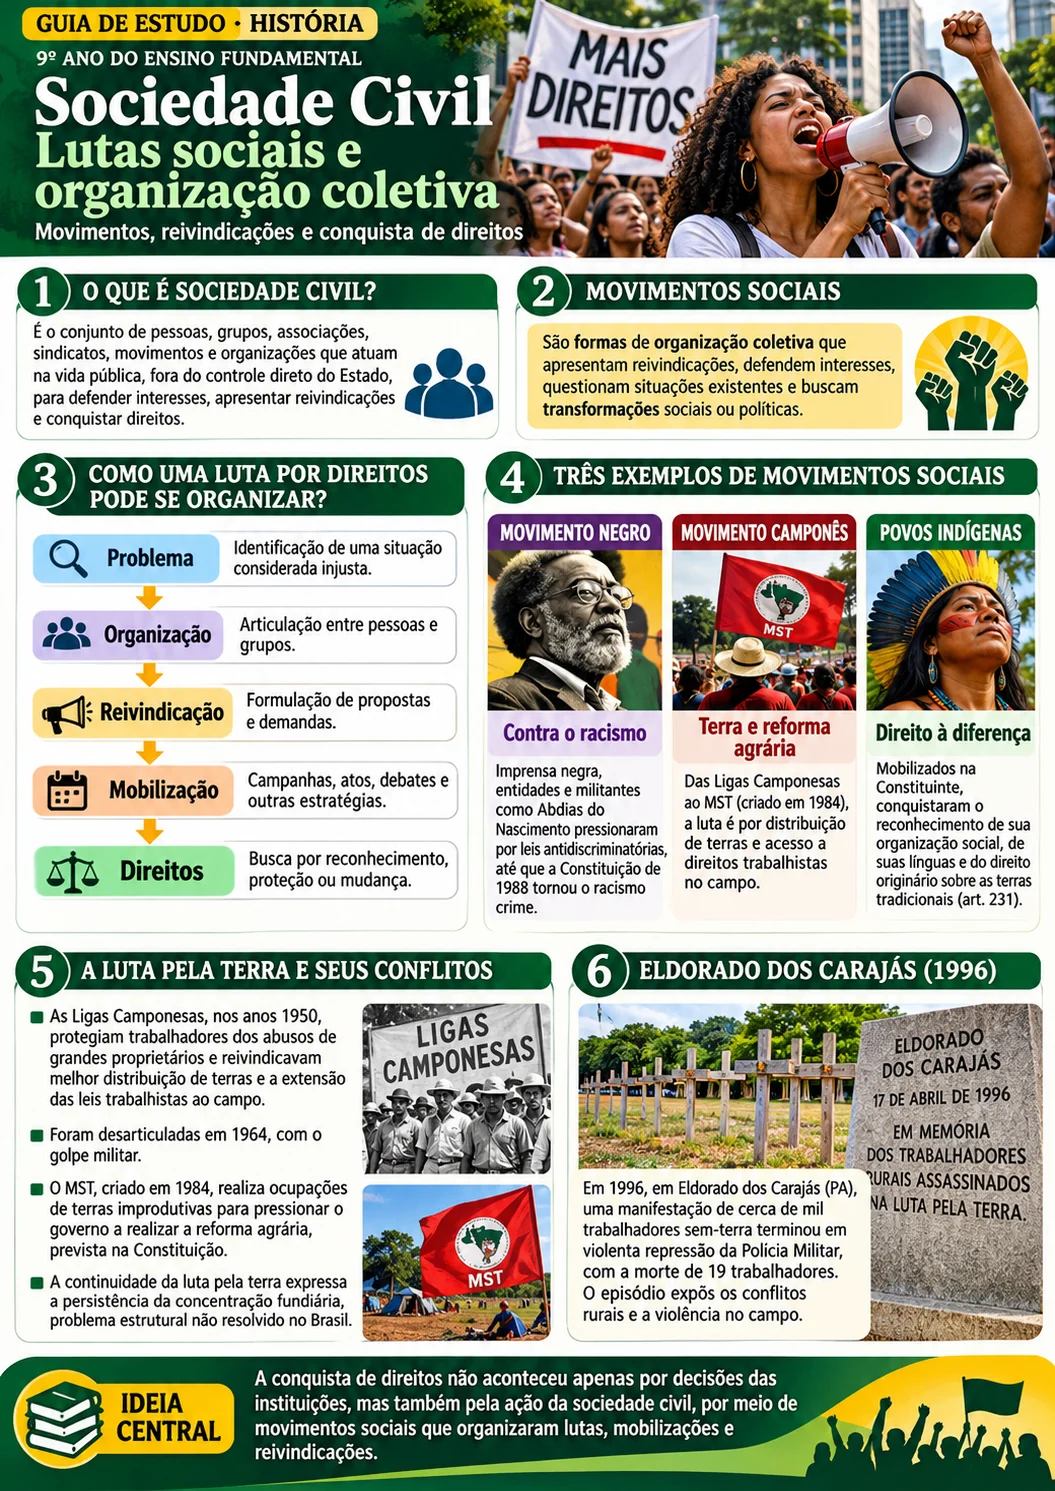 GUIA DE ESTUDO · HISTÓRIA
9º ANO DO ENSINO FUNDAMENTAL
Sociedade Civil
Lutas sociais e
organização coletiva
Movimentos, reivindicações e conquista de direitos
MAIS
DIREITOS
1 O QUE É SOCIEDADE CIVIL?
É o conjunto de pessoas, grupos, associações,
sindicatos, movimentos e organizações que atuam
na vida pública, fora do controle direto do Estado,
para defender interesses, apresentar reivindicações
e conquistar direitos.
2 MOVIMENTOS SOCIAIS
São formas de organização coletiva que
apresentam reivindicações, defendem interesses,
questionam situações existentes e buscam
transformações sociais ou políticas.
3 COMO UMA LUTA POR DIREITOS
PODE SE ORGANIZAR?
Problema
Identificação de uma situação
considerada injusta.
Organização
Articulação entre pessoas e
grupos.
Reivindicação
Formulação de propostas
e demandas.
Mobilização
Campanhas, atos, debates e
outras estratégias.
Direitos
Busca por reconhecimento,
proteção ou mudança.
4 TRÊS EXEMPLOS DE MOVIMENTOS SOCIAIS
MOVIMENTO NEGRO
Contra o racismo
Imprensa negra,
entidades e militantes
como Abdias do
Nascimento pressionaram
por leis antidiscriminatórias,
até que a Constituição de
1988 tornou o racismo
crime.
MOVIMENTO CAMPONÊS
MST
Terra e reforma
agrária
Das Ligas Camponesas
ao MST (criado em 1984),
a luta é por distribuição
de terras e acesso a
direitos trabalhistas
no campo.
POVOS INDÍGENAS
Direito à diferença
Mobilizados na
Constituinte,
conquistaram o
reconhecimento de sua
organização social, de
suas línguas e do direito
originário sobre as terras
tradicionais (art. 231).
5 A LUTA PELA TERRA E SEUS CONFLITOS
As Ligas Camponesas, nos anos 1950,
protegiam trabalhadores dos abusos de
grandes proprietários e reivindicavam
melhor distribuição de terras e a extensão
das leis trabalhistas ao campo.
Foram desarticuladas em 1964, com o
golpe militar.
O MST, criado em 1984, realiza ocupações
de terras improdutivas para pressionar o
governo a realizar a reforma agrária,
prevista na Constituição.
A continuidade da luta pela terra expressa
a persistência da concentração fundiária,
problema estrutural não resolvido no Brasil.
LIGAS
CAMPONESAS
MST
6 ELDORADO DOS CARAJÁS (1996)
ELDORADO
DOS CARAJÁS
17 DE ABRIL DE 1996
EM MEMÓRIA
DOS TRABALHADORES
RURAIS ASSASSINADOS
NA LUTA PELA TERRA.
Em 1996, em Eldorado dos Carajás (PA),
uma manifestação de cerca de mil
trabalhadores sem-terra terminou em
violenta repressão da Polícia Militar,
com a morte de 19 trabalhadores.
O episódio expôs os conflitos
rurais e a violência no campo.
IDEIA
CENTRAL
A conquista de direitos não aconteceu apenas por decisões das
instituições, mas também pela ação da sociedade civil, por meio de
movimentos sociais que organizaram lutas, mobilizações e
reivindicações.